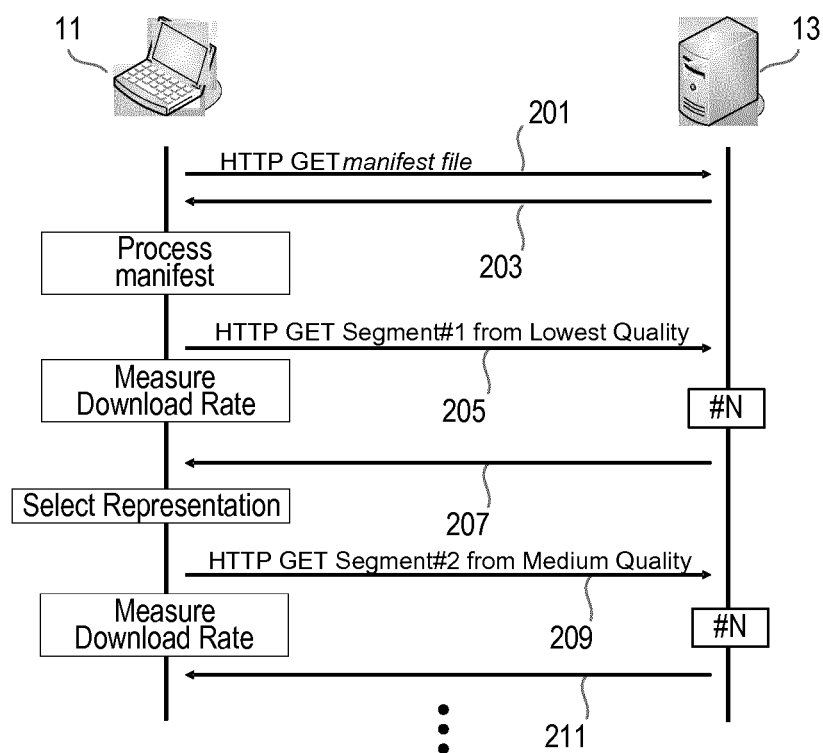 11
13
201
HTTP GET manifest file
203
Process
manifest
HTTP GET Segment#1 from Lowest Quality
Measure
Download Rate
205
#N
Select Representation
207
HTTP GET Segment#2 from Medium Quality
Measure
Download Rate
209
#N
211